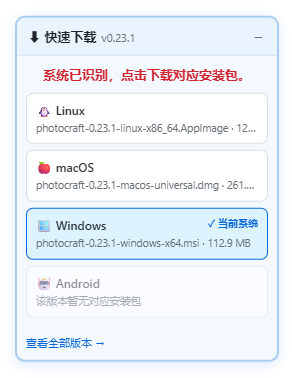 ⬇ 快速下载 v0.23.1 −
系统已识别，点击下载对应安装包。
Linux
photocraft-0.23.1-linux-x86_64.AppImage · 12...
macOS
photocraft-0.23.1-macos-universal.dmg · 261....
Windows ✓ 当前系统
photocraft-0.23.1-windows-x64.msi · 112.9 MB
Android
该版本暂无对应安装包
查看全部版本 →